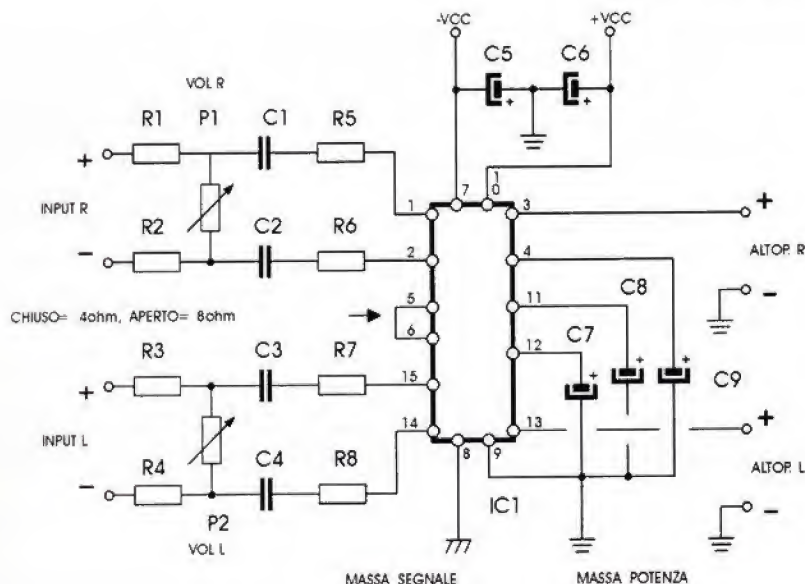 -VCC
+VCC
C5
C6
+
+
VOL R
R1
P1
C1
R5
+
INPUT R
-
R2
C2
R6
1
2
7
1
0
3
4
11
12
+
ALTOP. R
-
C8
C7
C9
+
+
+
CHIUSO= 4ohm, APERTO= 8ohm
5
6
R3
C3
R7
15
+
INPUT L
-
14
13
R4
C4
R8
8
9
IC1
+
ALTOP. L
-
P2
VOL L
MASSA SEGNALE
MASSA POTENZA